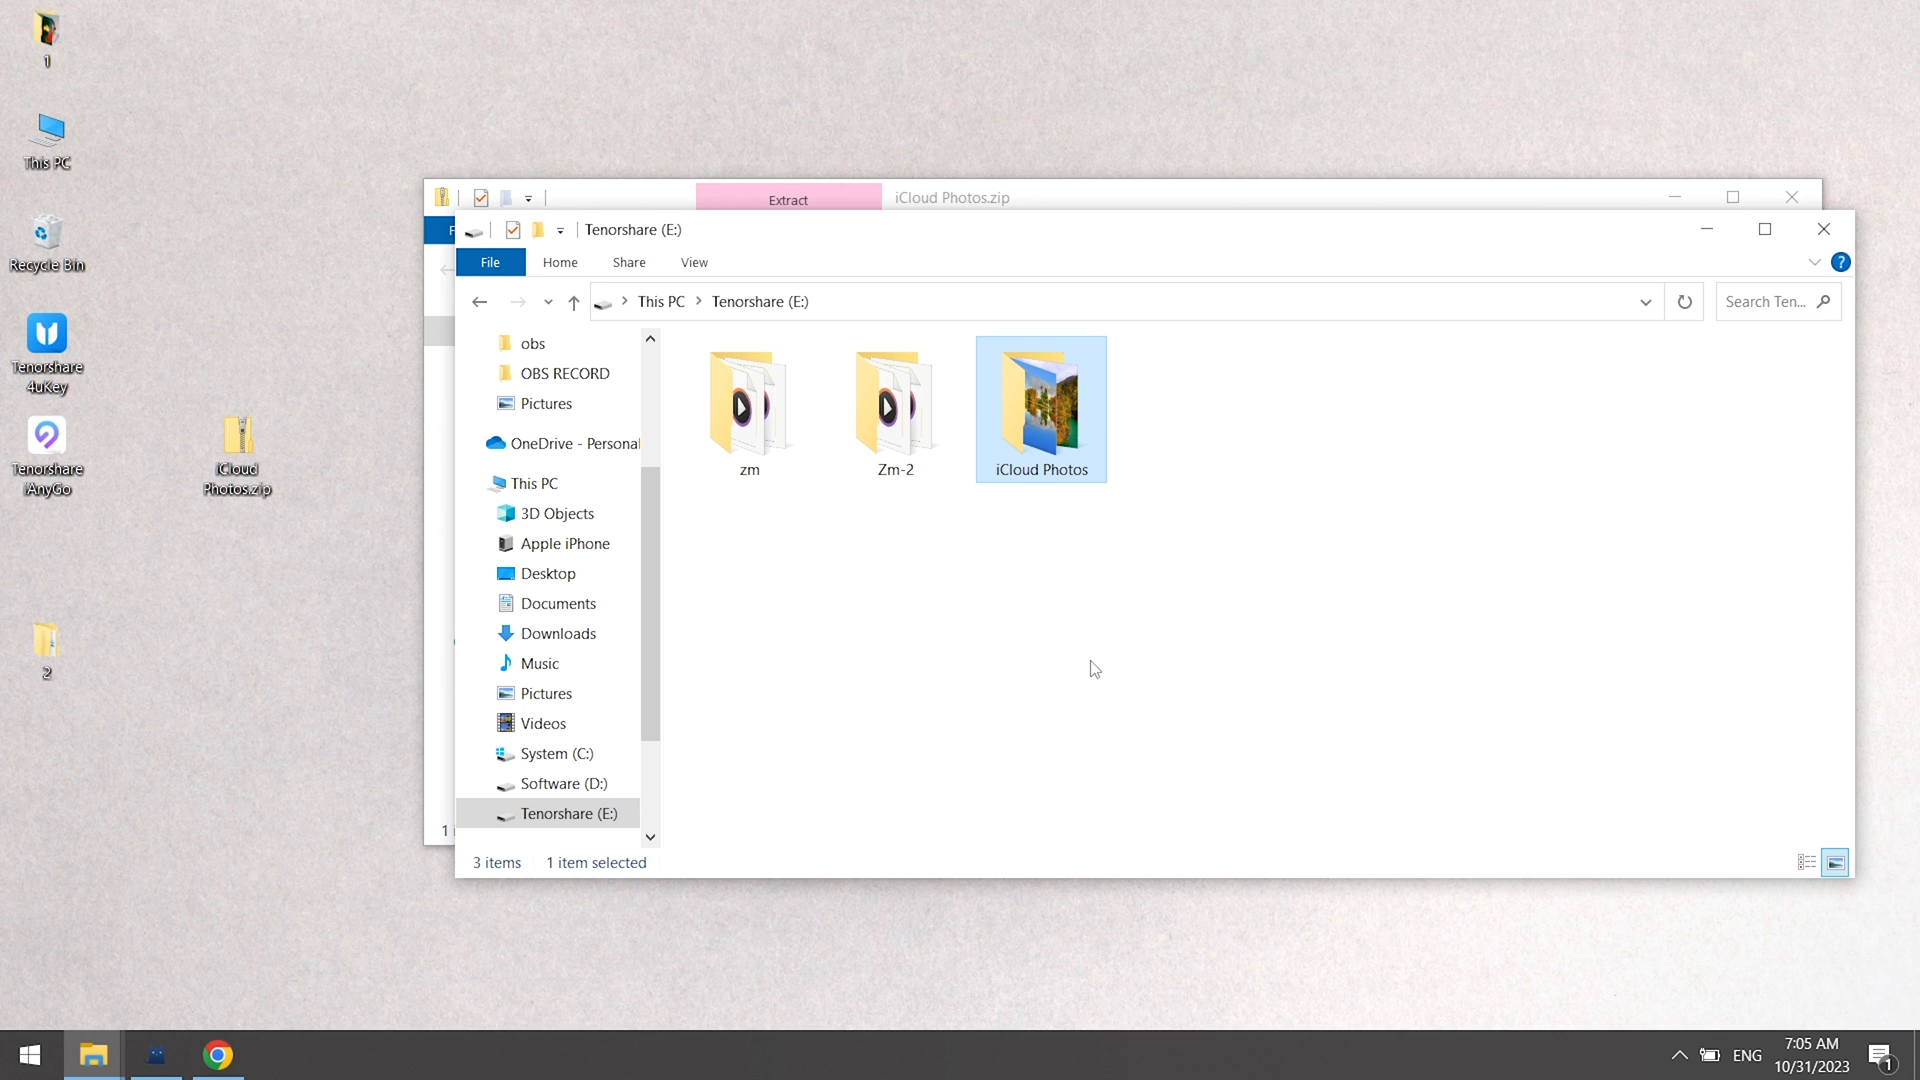 1
This PC
Recycle Bin
Tenorshare
4uKey
Tenorshare
iAnyGo
iCloud
Photos.zip
2
Extract
iCloud Photos.zip
F
Tenorshare (E:)
File
Home
Share
View
?
This PC
Tenorshare (E:)
Search Ten...
obs
OBS RECORD
Pictures
OneDrive - Personal
This PC
3D Objects
Apple iPhone
Desktop
Documents
Downloads
Music
Pictures
Videos
System (C:)
Software (D:)
Tenorshare (E:)
zm
Zm-2
iCloud Photos
1 i
3 items
1 item selected
ENG
7:05 AM
10/31/2023
1